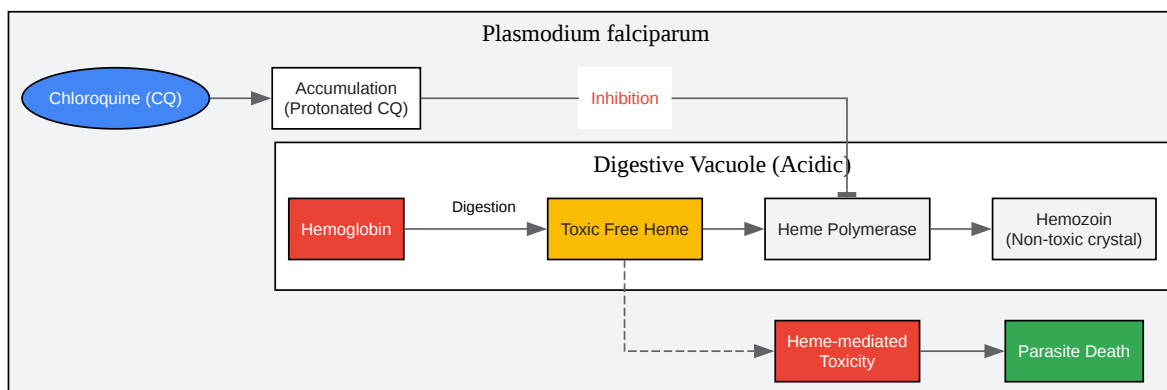 Plasmodium falciparum
Chloroquine (CQ)
Accumulation
(Protonated CQ)
Inhibition
Digestive Vacuole (Acidic)
Hemoglobin
Digestion
Toxic Free Heme
Heme Polymerase
Hemozoin
(Non-toxic crystal)
Heme-mediated
Toxicity
Parasite Death